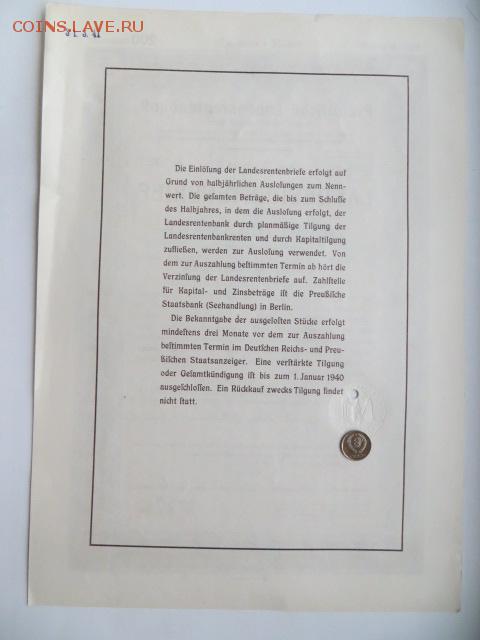 COINS.LAVE.RU
Die Einlösung der Landesrentenbriefe erfolgt auf
Grund von halbjährlichen Auslosungen zum Nenn-
wert. Die gesamten Beträge, die bis zum Schlusse
des Halbjahres, in dem die Auslosung erfolgt, der
Landesrentenbank durch planmäßige Tilgung der
Landesrentenbankrenten und durch Kapitaltilgung
zufließen, werden zur Auslosung verwendet. Von
dem zur Auszahlung bestimmten Termin ab hört die
Verzinsung der Landesrentenbriefe auf. Zahlstelle
für Kapital- und Zinsbeträge ist die Preußische
Staatsbank (Seehandlung) in Berlin.
Die Bekanntgabe der ausgelosten Stücke erfolgt
mindestens drei Monate vor dem zur Auszahlung
bestimmten Termin im Deutschen Reichs- und Preu-
ßischen Staatsanzeiger. Eine verstärkte Tilgung
oder Gesamtkündigung ist bis zum 1. Januar 1940
ausgeschlossen. Ein Rückkauf zwecks Tilgung findet
nicht statt.